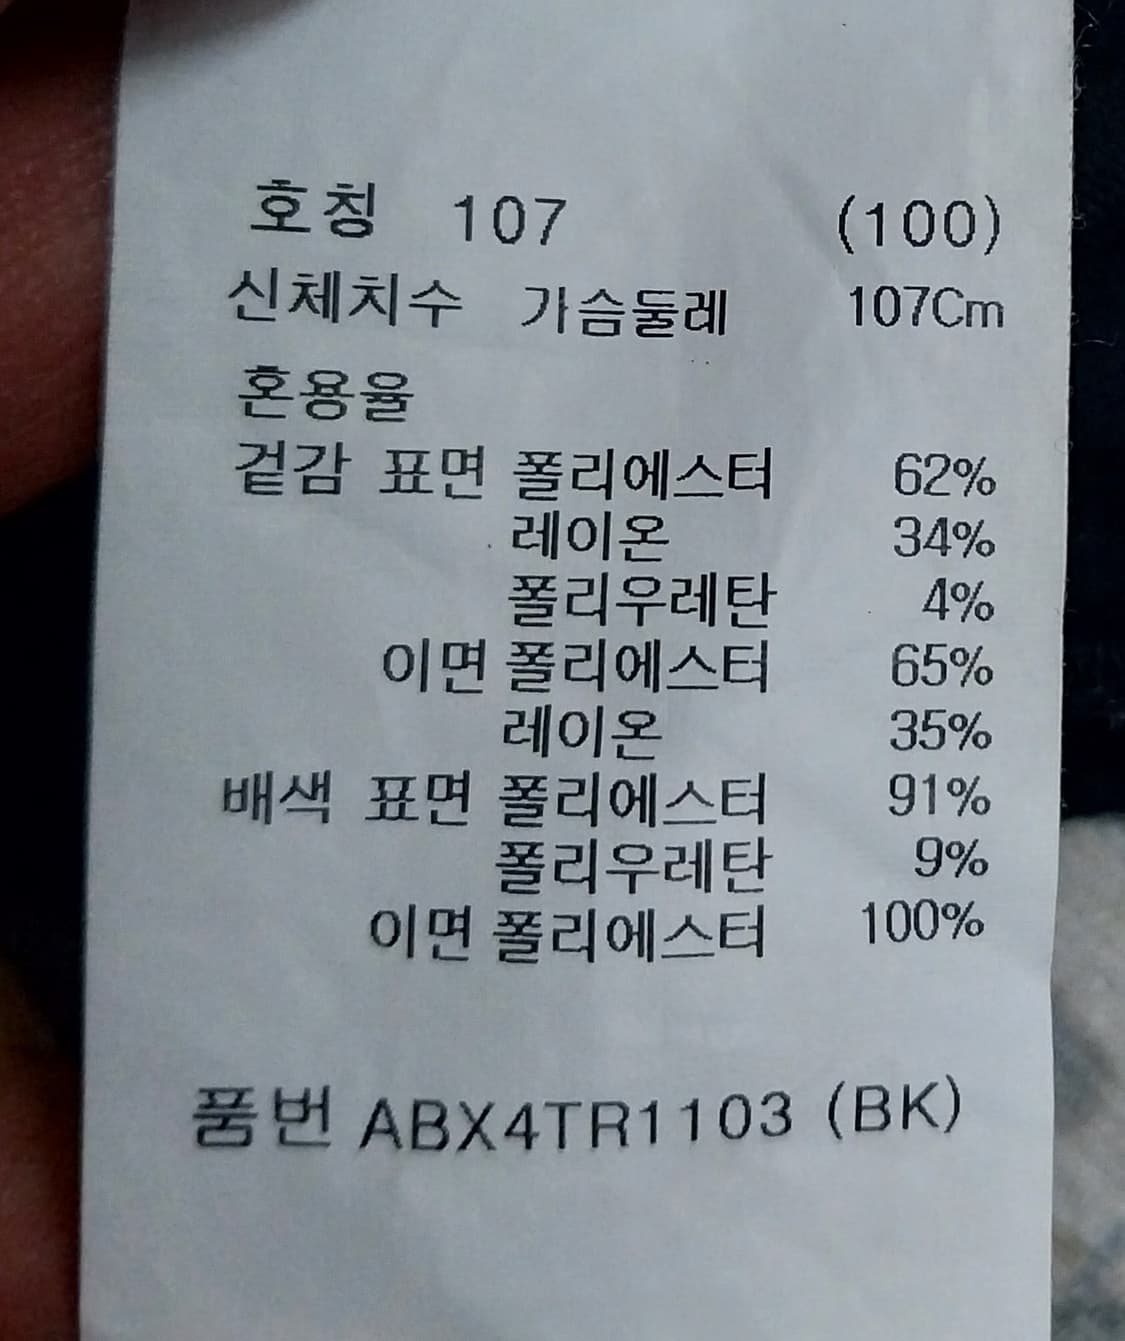 호칭 107 (100)
신체치수 가슴둘레 107Cm
혼용율
겉감 표면 폴리에스터 62%
레이온 34%
폴리우레탄 4%
이면 폴리에스터 65%
레이온 35%
배색 표면 폴리에스터 91%
폴리우레탄 9%
이면 폴리에스터 100%
품번 ABX4TR1103 (BK)